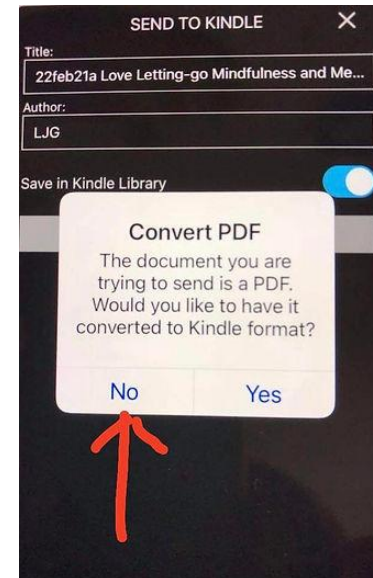 SEND TO KINDLE X
Title:
22feb21a Love Letting-go Mindfulness and Me...
Author:
LJG
Save in Kindle Library
Convert PDF
The document you are
trying to send is a PDF.
Would you like to have it
converted to Kindle format?
No Yes